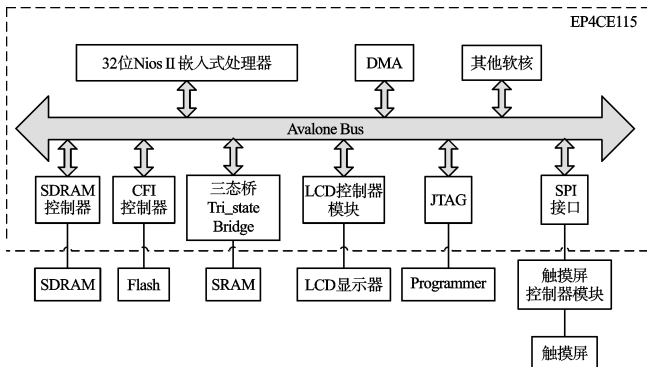 EP4CE115
32位Nios II 嵌入式处理器
DMA
其他软核
Avalone Bus
SDRAM
控制器
CFI
控制器
三态桥
Tri_state
Bridge
LCD控制器
模块
JTAG
SPI
接口
SDRAM
Flash
SRAM
LCD显示器
Programmer
触摸屏
控制器模块
触摸屏